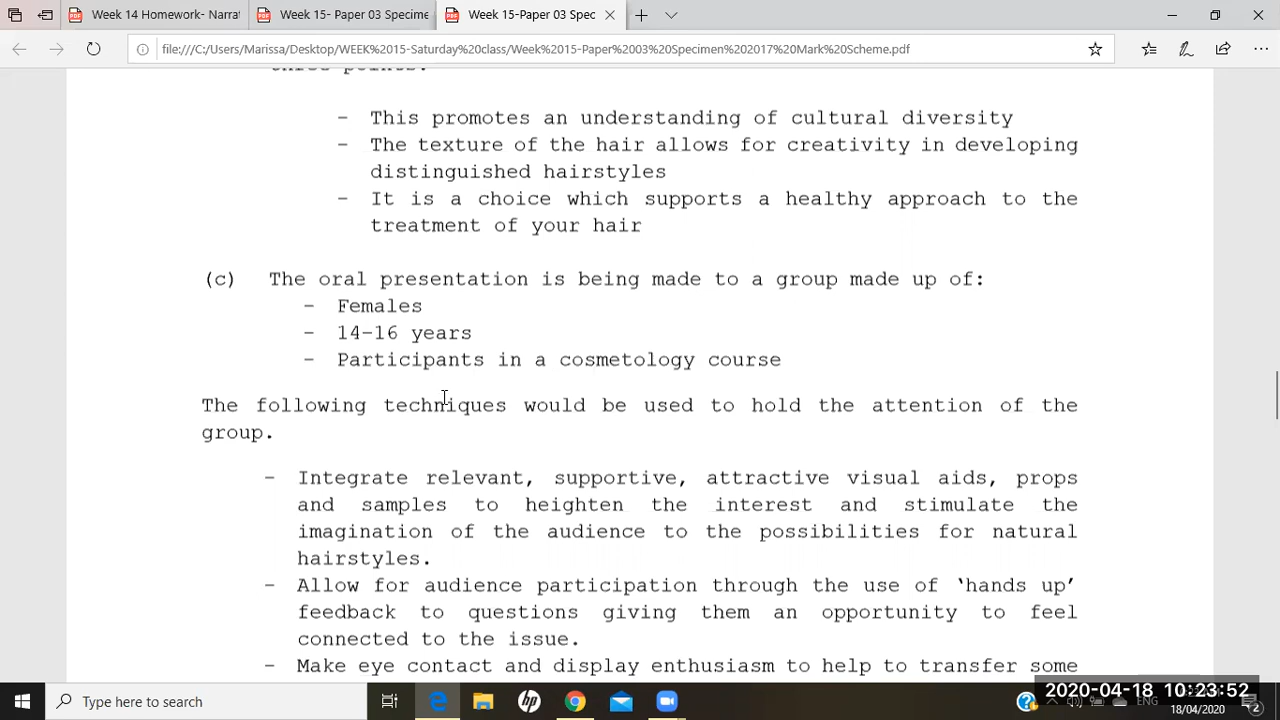 Week 14 Homework- Narrat
Week 15- Paper 03 Specime
Week 15-Paper 03 Spec
file:///C:/Users/Marissa/Desktop/WEEK%2015-Saturday%20class/Week%2015-Paper%2003%20Specimen%202017%20Mark%20Scheme.pdf
- This promotes an understanding of cultural diversity
- The texture of the hair allows for creativity in developing
distinguished hairstyles
- It is a choice which supports a healthy approach to the
treatment of your hair
(c) The oral presentation is being made to a group made up of:
- Females
- 14-16 years
- Participants in a cosmetology course
The following techniques would be used to hold the attention of the
group.
- Integrate relevant, supportive, attractive visual aids, props
and samples to heighten the interest and stimulate the
imagination of the audience to the possibilities for natural
hairstyles.
- Allow for audience participation through the use of ‘hands up’
feedback to questions giving them an opportunity to feel
connected to the issue.
- Make eye contact and display enthusiasm to help to transfer some
Type here to search
2020-04-18 10:23:52
ENG
18/04/2020